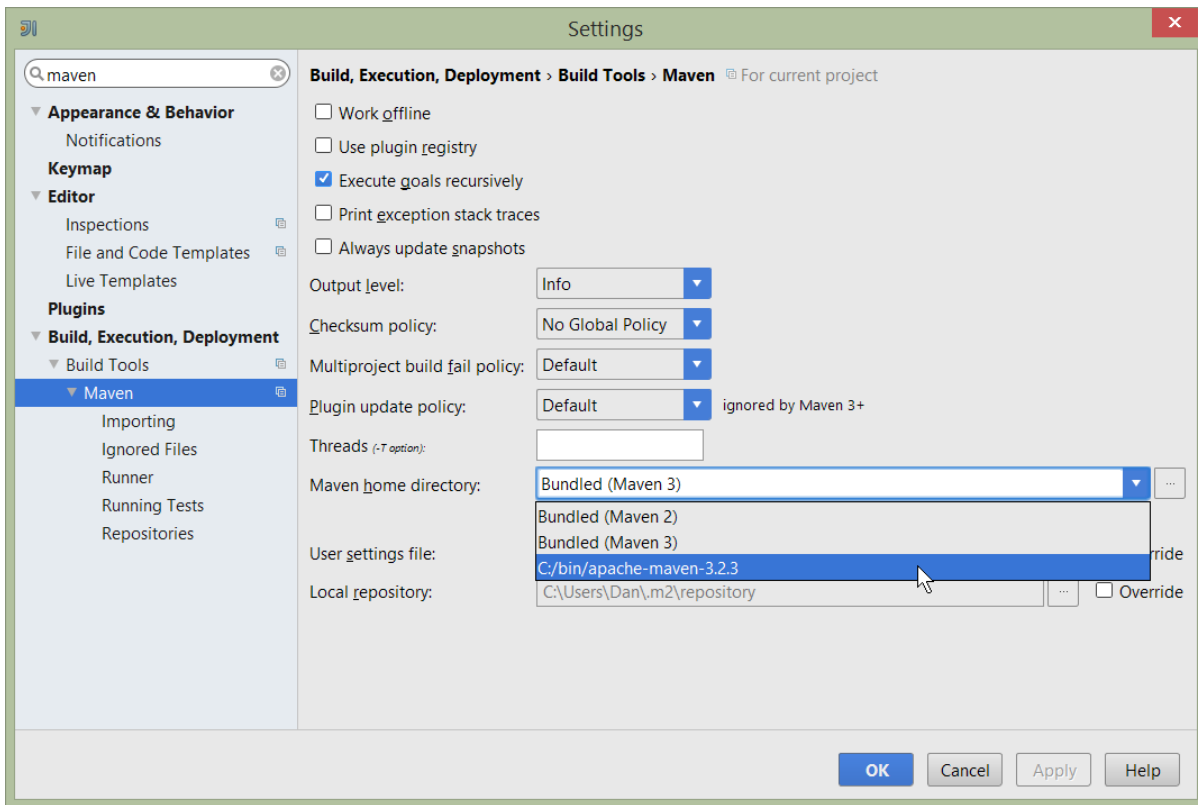 Settings
maven
Appearance & Behavior
Notifications
Keymap
Editor
Inspections
File and Code Templates
Live Templates
Plugins
Build, Execution, Deployment
Build Tools
Maven
Importing
Ignored Files
Runner
Running Tests
Repositories
Build, Execution, Deployment › Build Tools › Maven For current project
Work offline
Use plugin registry
Execute goals recursively
Print exception stack traces
Always update snapshots
Output level: Info
Checksum policy: No Global Policy
Multiproject build fail policy: Default
Plugin update policy: Default ignored by Maven 3+
Threads (-T option):
Maven home directory: Bundled (Maven 3) ...
Bundled (Maven 2)
Bundled (Maven 3)
C:/bin/apache-maven-3.2.3
User settings file: rride
Local repository: C:\Users\Dan\.m2\repository ... Override
OK Cancel Apply Help